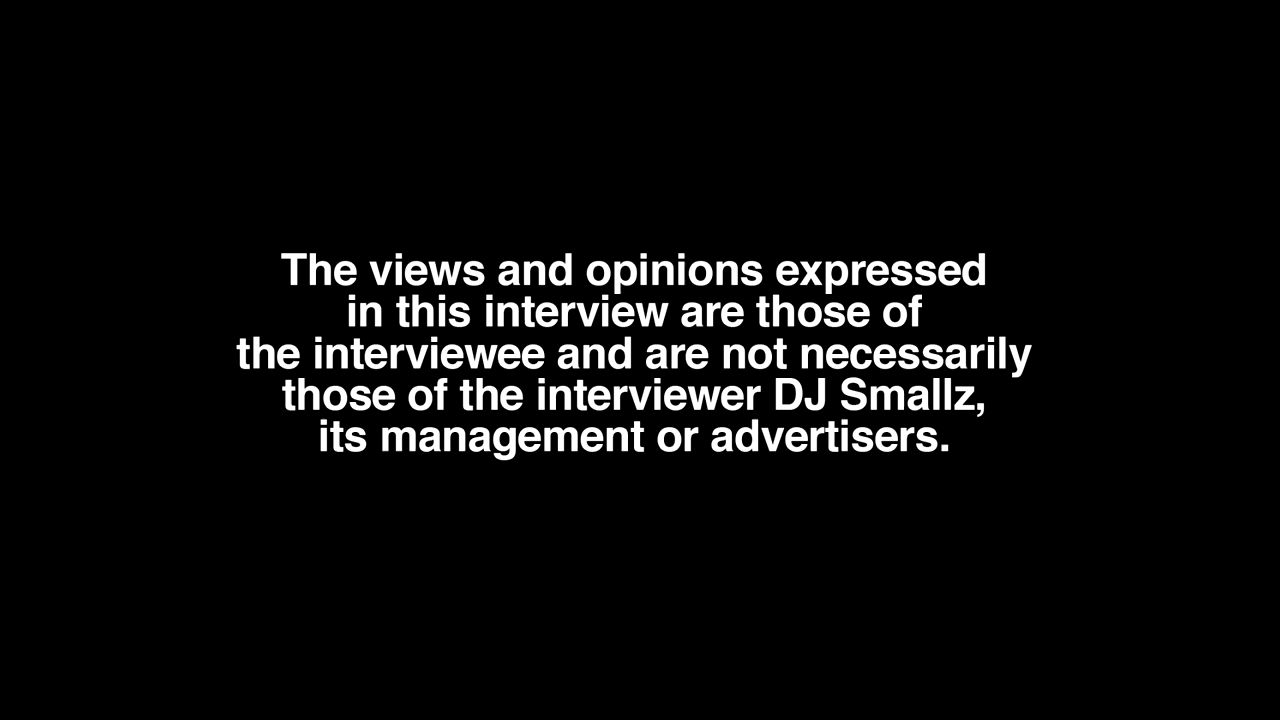 The views and opinions expressed
in this interview are those of
the interviewee and are not necessarily
those of the interviewer DJ Smallz,
its management or advertisers.